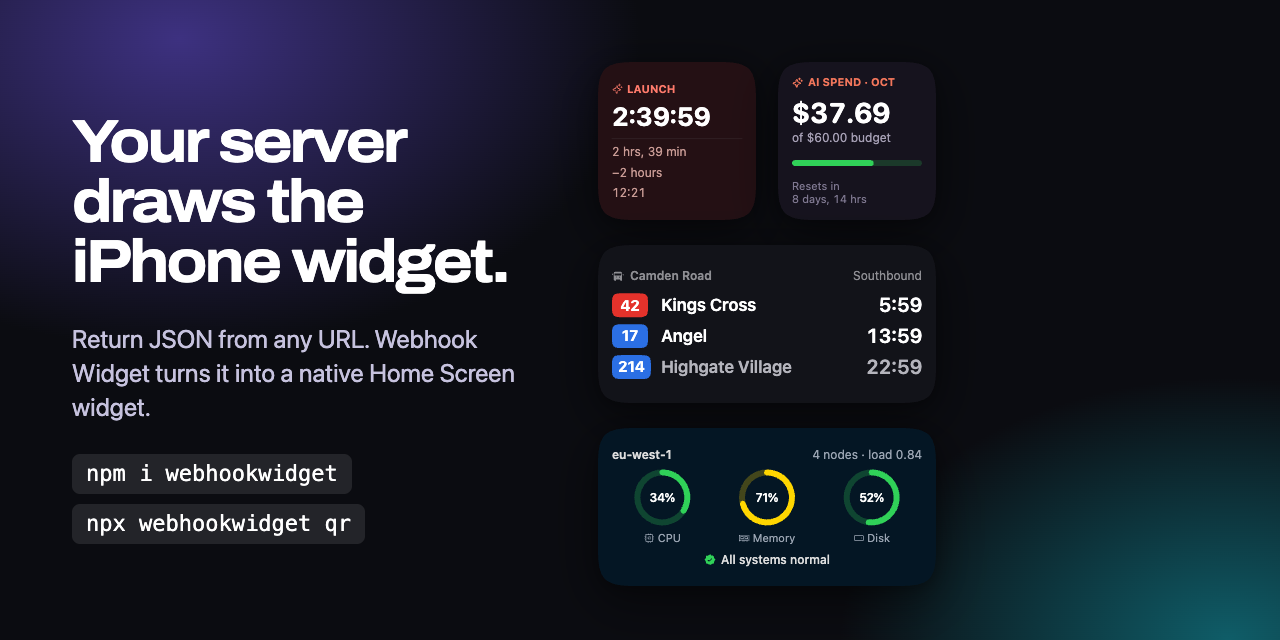 Your server
draws the
iPhone widget.
Return JSON from any URL. Webhook
Widget turns it into a native Home Screen
widget.
npm i webhookwidget
npx webhookwidget qr
LAUNCH
2:39:59
2 hrs, 39 min
−2 hours
12:21
AI SPEND · OCT
$37.69
of $60.00 budget
Resets in
8 days, 14 hrs
Camden Road Southbound
42 Kings Cross 5:59
17 Angel 13:59
214 Highgate Village 22:59
eu-west-1 4 nodes · load 0.84
34% 71% 52%
CPU Memory Disk
All systems normal